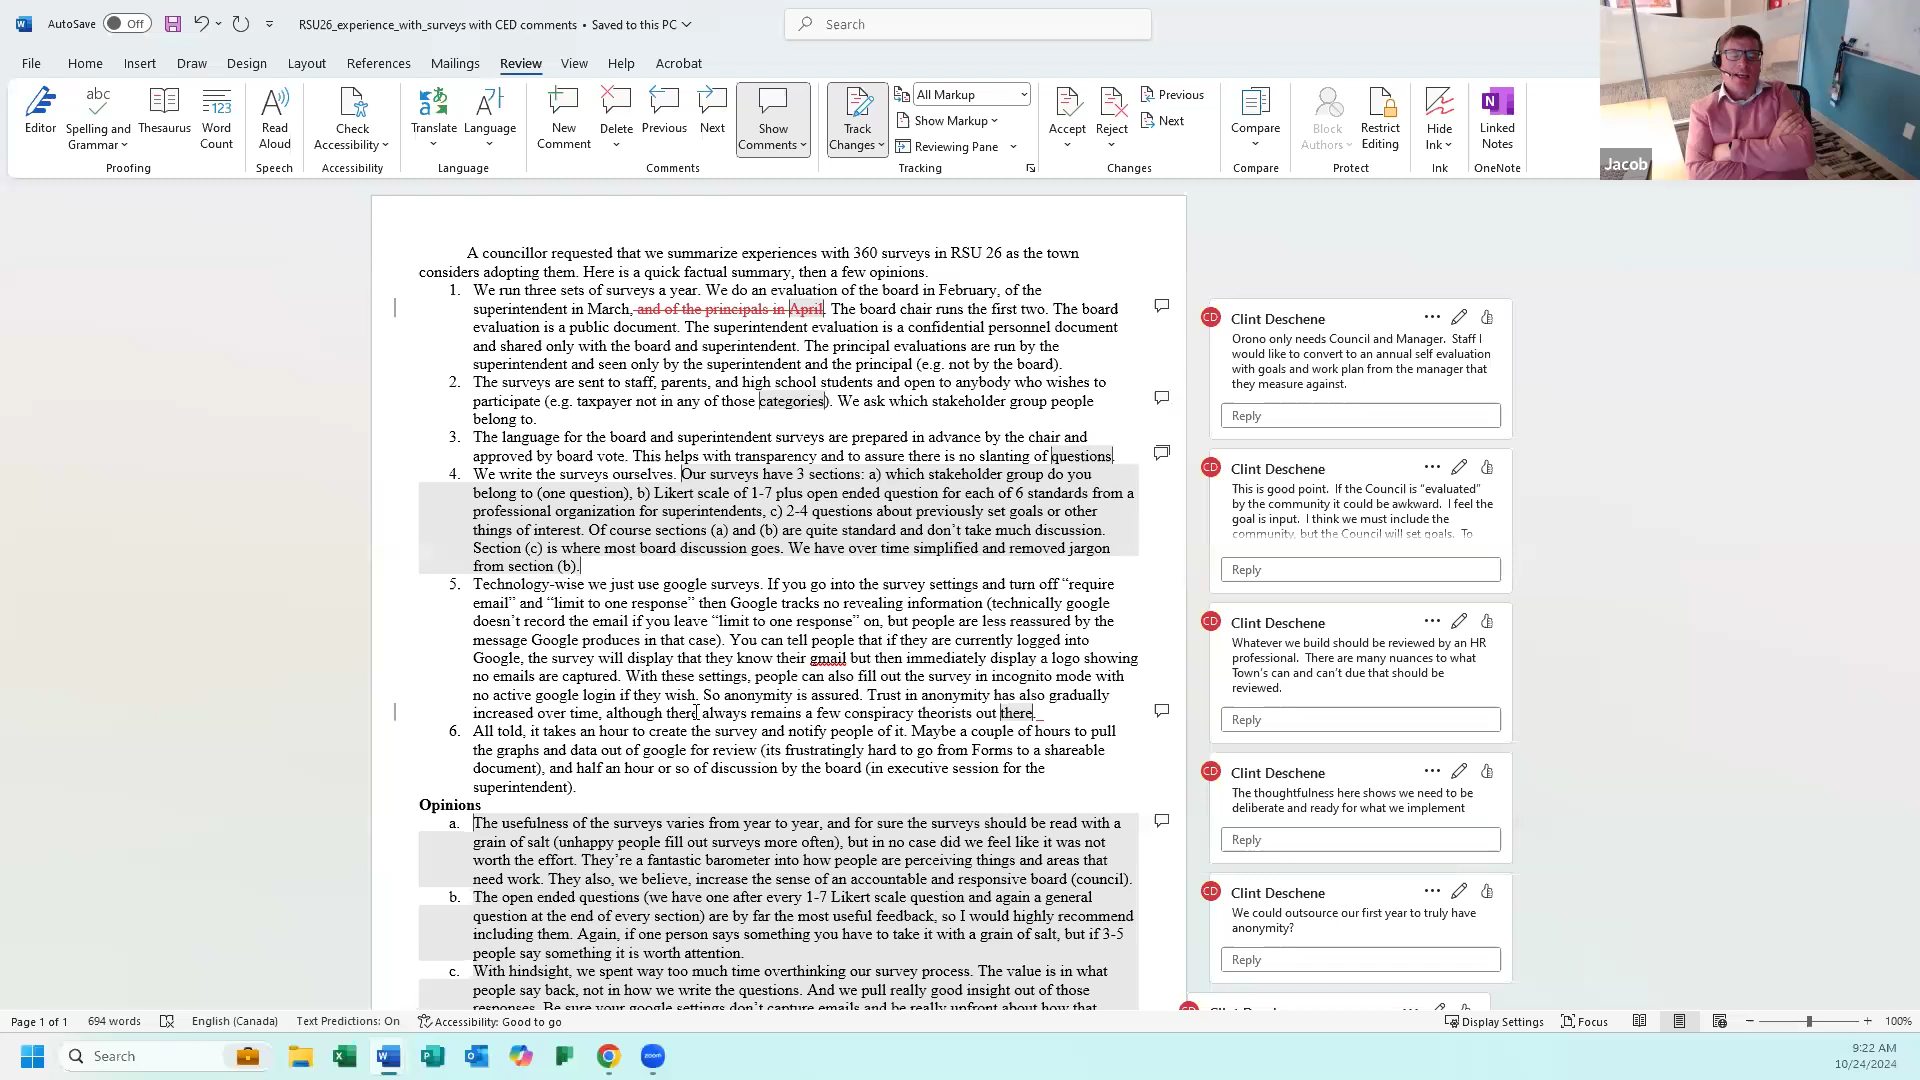 AutoSave Off RSU26_experience_with_surveys with CED comments • Saved to this PC Search
File Home Insert Draw Design Layout References Mailings Review View Help Acrobat
Editor
abc
Spelling and Grammar
Thesaurus
123
Word Count
Proofing
Read Aloud
Speech
Check Accessibility
Accessibility
Translate
Language
Language
New Comment
Delete
Previous
Next
Show Comments
Comments
Track Changes
All Markup
Show Markup
Reviewing Pane
Tracking
Accept
Reject
Previous
Next
Changes
Compare
Compare
Block Authors
Restrict Editing
Protect
Hide Ink
Ink
N
Linked Notes
OneNote
Jacob
A councillor requested that we summarize experiences with 360 surveys in RSU 26 as the town
considers adopting them. Here is a quick factual summary, then a few opinions.
1. We run three sets of surveys a year. We do an evaluation of the board in February, of the
superintendent in March, and of the principals in April. The board chair runs the first two. The board
evaluation is a public document. The superintendent evaluation is a confidential personnel document
and shared only with the board and superintendent. The principal evaluations are run by the
superintendent and seen only by the superintendent and the principal (e.g. not by the board).
2. The surveys are sent to staff, parents, and high school students and open to anybody who wishes to
participate (e.g. taxpayer not in any of those categories). We ask which stakeholder group people
belong to.
3. The language for the board and superintendent surveys are prepared in advance by the chair and
approved by board vote. This helps with transparency and to assure there is no slanting of questions.
4. We write the surveys ourselves. Our surveys have 3 sections: a) which stakeholder group do you
belong to (one question), b) Likert scale of 1-7 plus open ended question for each of 6 standards from a
professional organization for superintendents, c) 2-4 questions about previously set goals or other
things of interest. Of course sections (a) and (b) are quite standard and don't take much discussion.
Section (c) is where most board discussion goes. We have over time simplified and removed jargon
from section (b).
5. Technology-wise we just use google surveys. If you go into the survey settings and turn off “require
email” and “limit to one response” then Google tracks no revealing information (technically google
doesn't record the email if you leave “limit to one response” on, but people are less reassured by the
message Google produces in that case). You can tell people that if they are currently logged into
Google, the survey will display that they know their gmail but then immediately display a logo showing
no emails are captured. With these settings, people can also fill out the survey in incognito mode with
no active google login if they wish. So anonymity is assured. Trust in anonymity has also gradually
increased over time, although there always remains a few conspiracy theorists out there.
6. All told, it takes an hour to create the survey and notify people of it. Maybe a couple of hours to pull
the graphs and data out of google for review (its frustratingly hard to go from Forms to a shareable
document), and half an hour or so of discussion by the board (in executive session for the
superintendent).
Opinions
a. The usefulness of the surveys varies from year to year, and for sure the surveys should be read with a
grain of salt (unhappy people fill out surveys more often), but in no case did we feel like it was not
worth the effort. They're a fantastic barometer into how people are perceiving things and areas that
need work. They also, we believe, increase the sense of an accountable and responsive board (council).
b. The open ended questions (we have one after every 1-7 Likert scale question and again a general
question at the end of every section) are by far the most useful feedback, so I would highly recommend
including them. Again, if one person says something you have to take it with a grain of salt, but if 3-5
people say something it is worth attention.
c. With hindsight, we spent way too much time overthinking our survey process. The value is in what
people say back, not in how we write the questions. And we pull really good insight out of those
responses. Be sure your google settings don't capture emails and be really upfront about how that
CD Clint Deschene
Orono only needs Council and Manager. Staff I
would like to convert to an annual self evaluation
with goals and work plan from the manager that
they measure against.
Reply
CD Clint Deschene
This is good point. If the Council is “evaluated”
by the community it could be awkward. I feel the
goal is input. I think we must include the
community, but the Council will set goals. To
Reply
CD Clint Deschene
Whatever we build should be reviewed by an HR
professional. There are many nuances to what
Town's can and can't due that should be
reviewed.
Reply
CD Clint Deschene
The thoughtfulness here shows we need to be
deliberate and ready for what we implement
Reply
CD Clint Deschene
We could outsource our first year to truly have
anonymity?
Reply
Page 1 of 1 694 words English (Canada) Text Predictions: On Accessibility: Good to go Display Settings Focus 100%
Search zoom
9:22 AM
10/24/2024